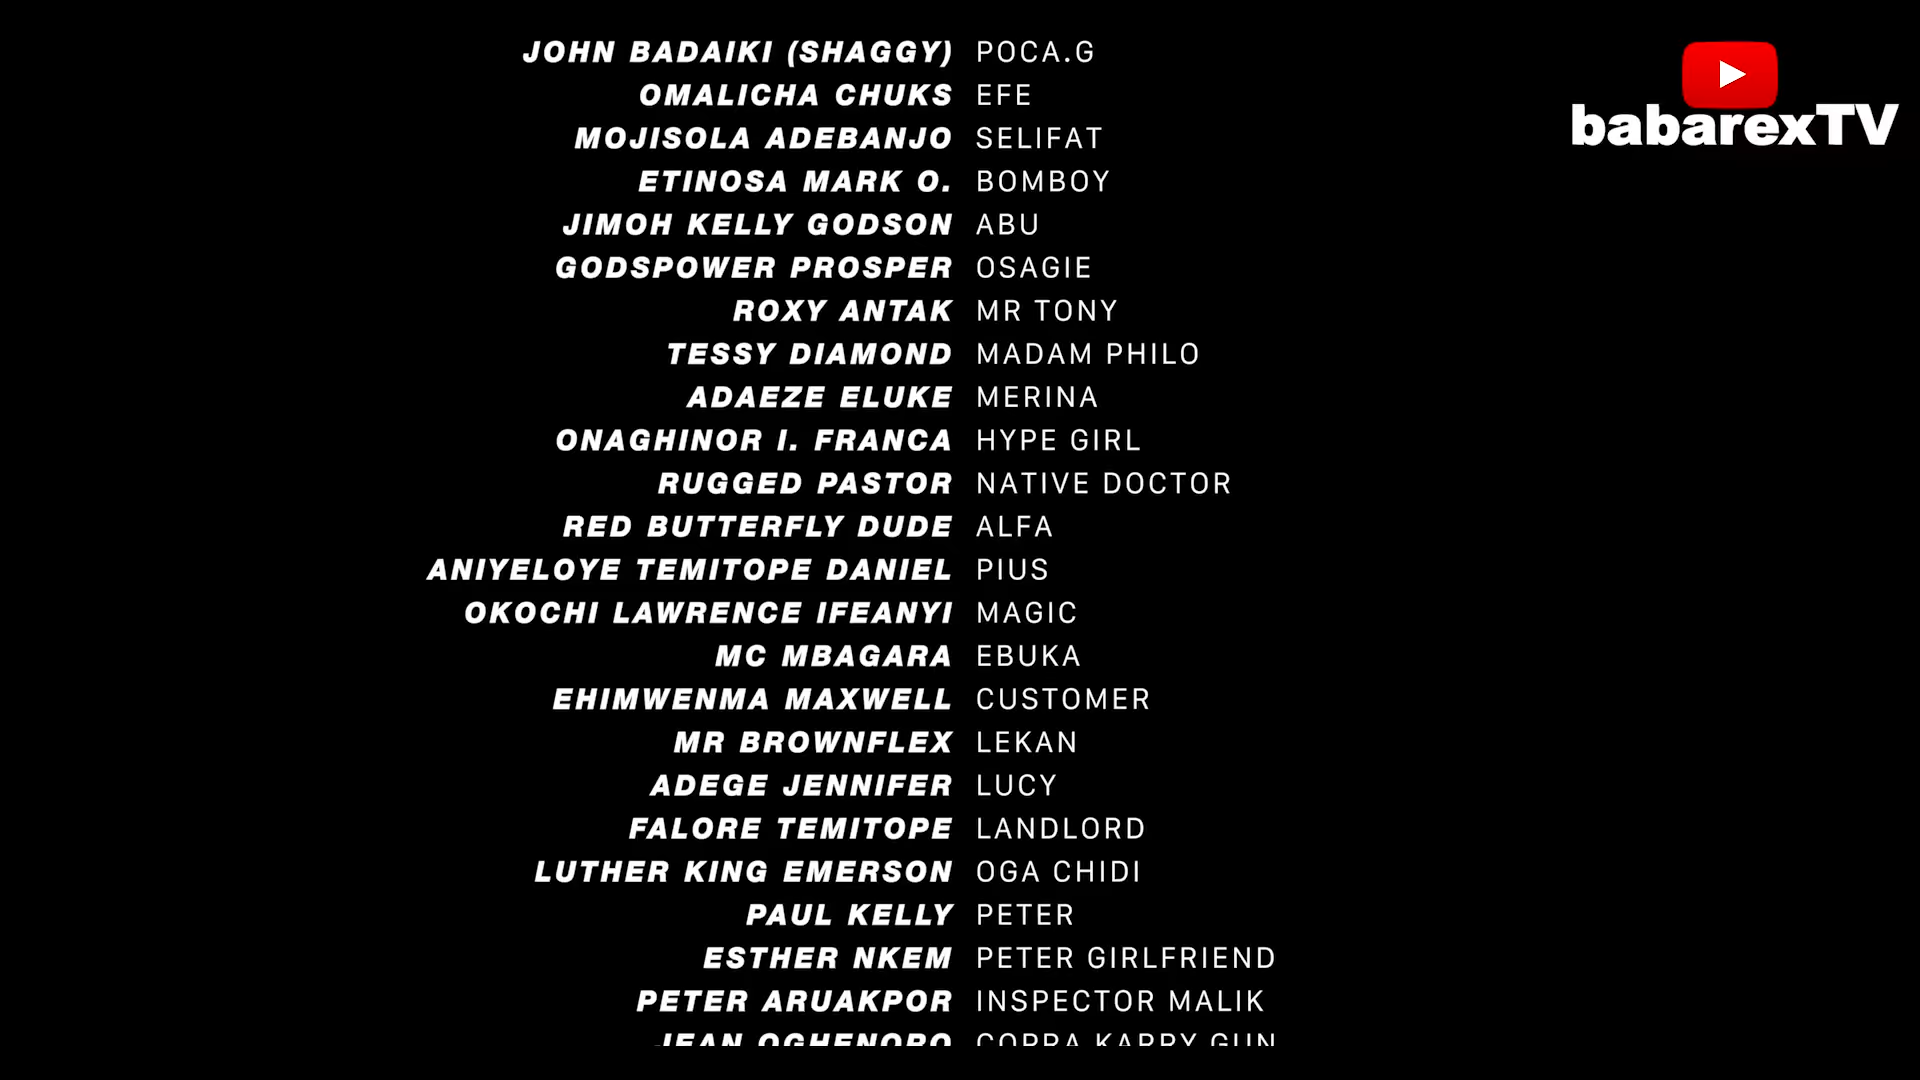 JOHN BADAIKI (SHAGGY) POCA.G
OMALICHA CHUKS EFE
MOJISOLA ADEBANJO SELIFAT
ETINOSA MARK O. BOMBOY
JIMOH KELLY GODSON ABU
GODSPOWER PROSPER OSAGIE
ROXY ANTAK MR TONY
TESSY DIAMOND MADAM PHILO
ADAEZE ELUKE MERINA
ONAGHINOR I. FRANCA HYPE GIRL
RUGGED PASTOR NATIVE DOCTOR
RED BUTTERFLY DUDE ALFA
ANIYELOYE TEMITOPE DANIEL PIUS
OKOCHI LAWRENCE IFEANYI MAGIC
MC MBAGARA EBUKA
EHIMWENMA MAXWELL CUSTOMER
MR BROWNFLEX LEKAN
ADEGE JENNIFER LUCY
FALORE TEMITOPE LANDLORD
LUTHER KING EMERSON OGA CHIDI
PAUL KELLY PETER
ESTHER NKEM PETER GIRLFRIEND
PETER ARUAKPOR INSPECTOR MALIK
JEAN GUN
babarexTV